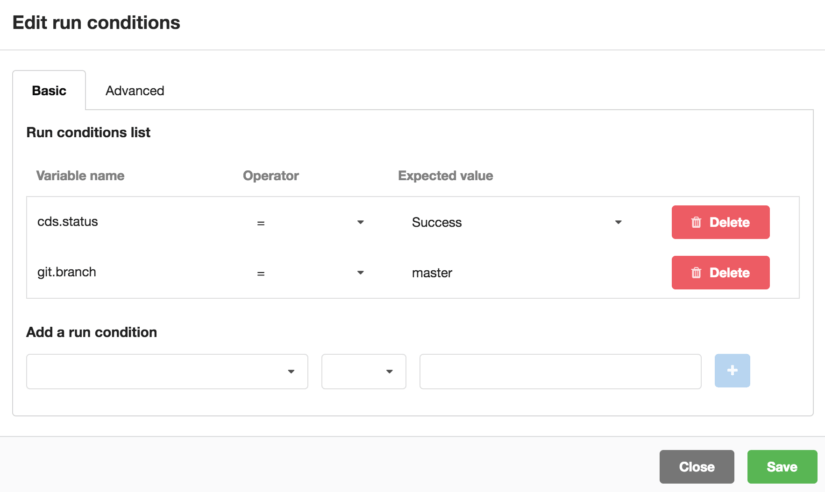 Edit run conditions
Basic Advanced
Run conditions list
Variable name Operator Expected value
cds.status = Success Delete
git.branch = master Delete
Add a run condition
+
Close Save